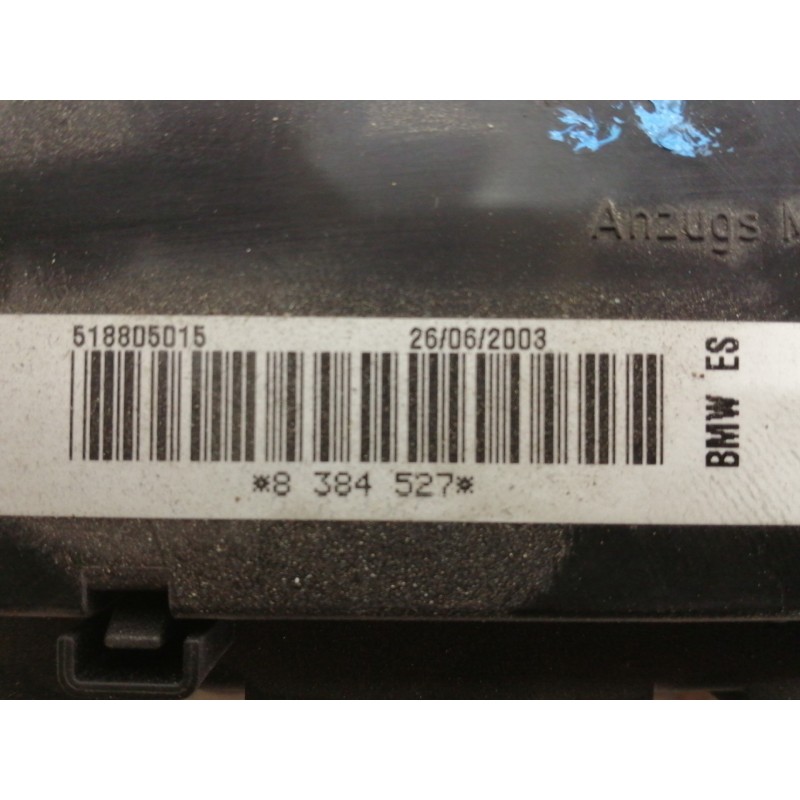 Anzugs
518805015 26/06/2003
*8 384 527*
BMW ES